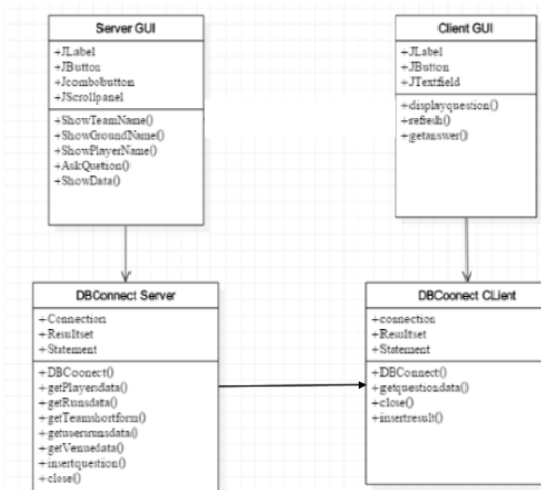 Server GUI
+JLabel
+JButton
+Jcombobutton
+JScrollpanel
+ShowTeamName()
+ShowGroundName()
+ShowPlayerName()
+AskQuetion()
+ShowData()
Client GUI
+JLabel
+JButton
+JTextfield
+displayquestion()
+refresh()
+getanswer()
DBConnect Server
+Connection
+Resultset
+Statement
+DBCoonect()
+getPlayersdata()
+getRunsdata()
+getTeamshortform()
+getusersrunsdata()
+getVenuedata()
+insertquestion()
+close()
DBCoonect CLient
+connection
+Resultset
+Statement
+DBConnect()
+getquestiondata()
+close()
+insertresult()